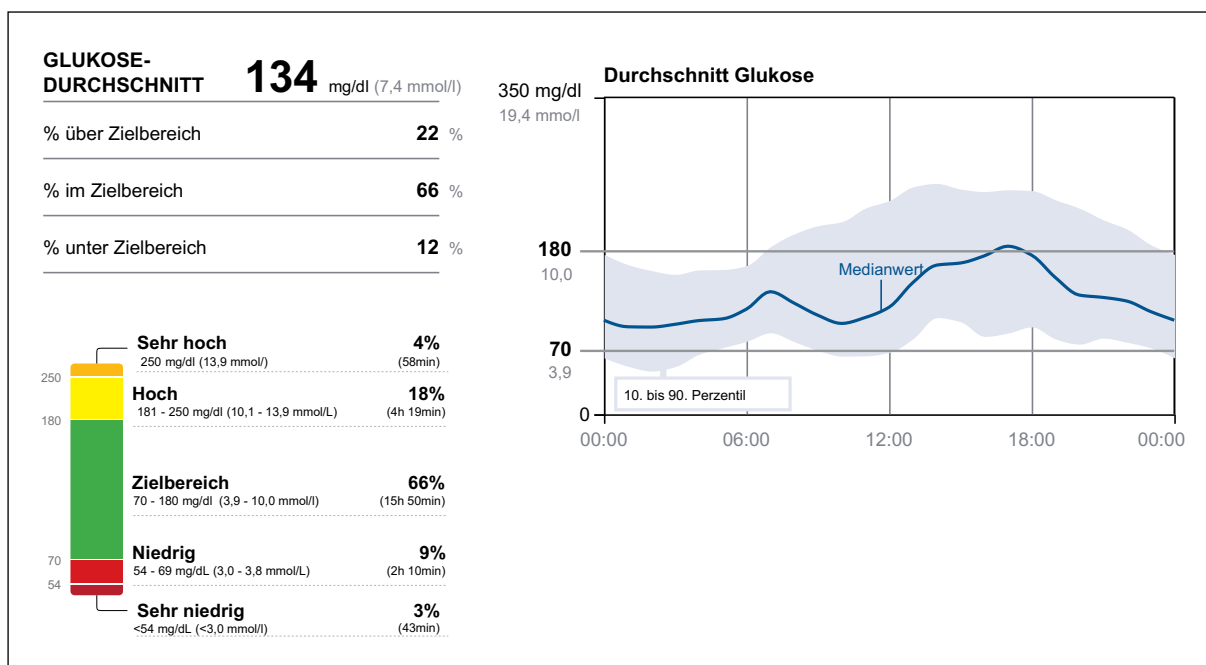 GLUKOSE-
DURCHSCHNITT 134 mg/dl (7,4 mmol/l)
% über Zielbereich 22 %
% im Zielbereich 66 %
% unter Zielbereich 12 %
Sehr hoch 4%
250 mg/dl (13,9 mmol/) (58min)
250
Hoch 18%
181 - 250 mg/dl (10,1 - 13,9 mmol/L) (4h 19min)
180
Zielbereich 66%
70 - 180 mg/dl (3,9 - 10,0 mmol/l) (15h 50min)
70
Niedrig 9%
54 - 69 mg/dL (3,0 - 3,8 mmol/L) (2h 10min)
54
Sehr niedrig 3%
<54 mg/dL (<3,0 mmol/l) (43min)
Durchschnitt Glukose
350 mg/dl
19,4 mmo/l
180
10,0
Medianwert
70
3,9
10. bis 90. Perzentil
0
00:00 06:00 12:00 18:00 00:00